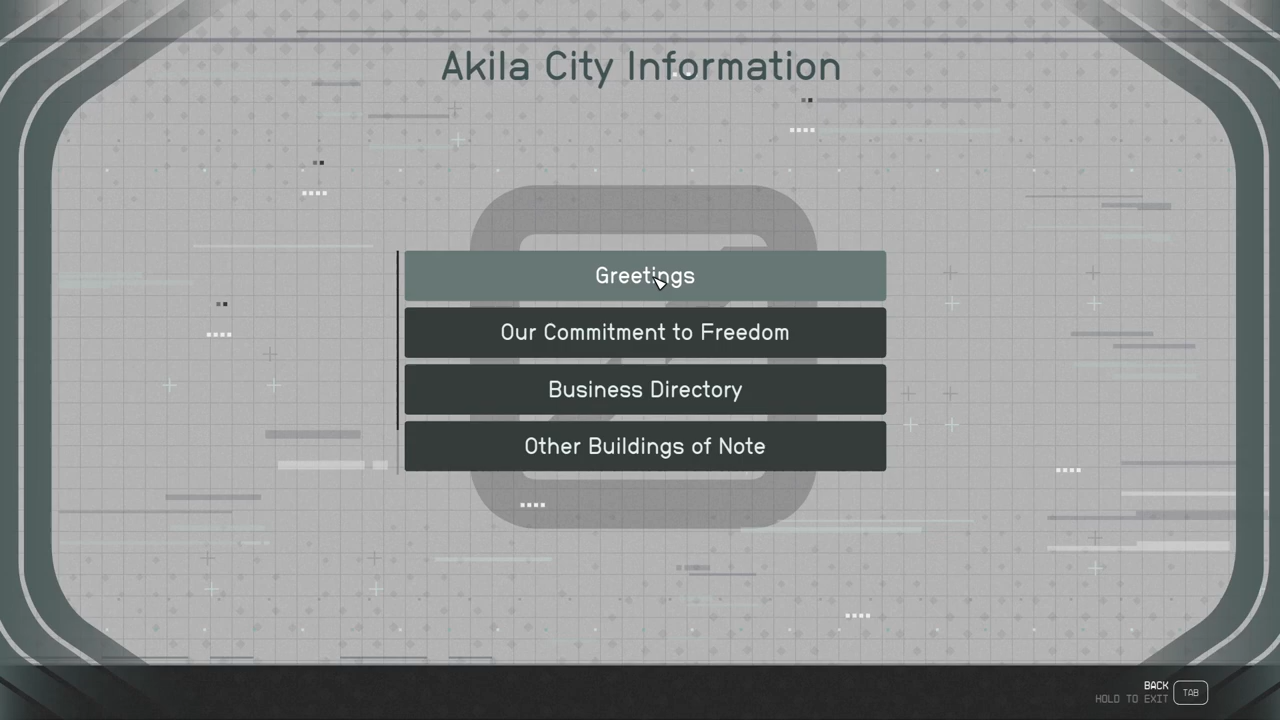 Akila City Information
Greetings
Our Commitment to Freedom
Business Directory
Other Buildings of Note
BACK
HOLD TO EXIT
TAB